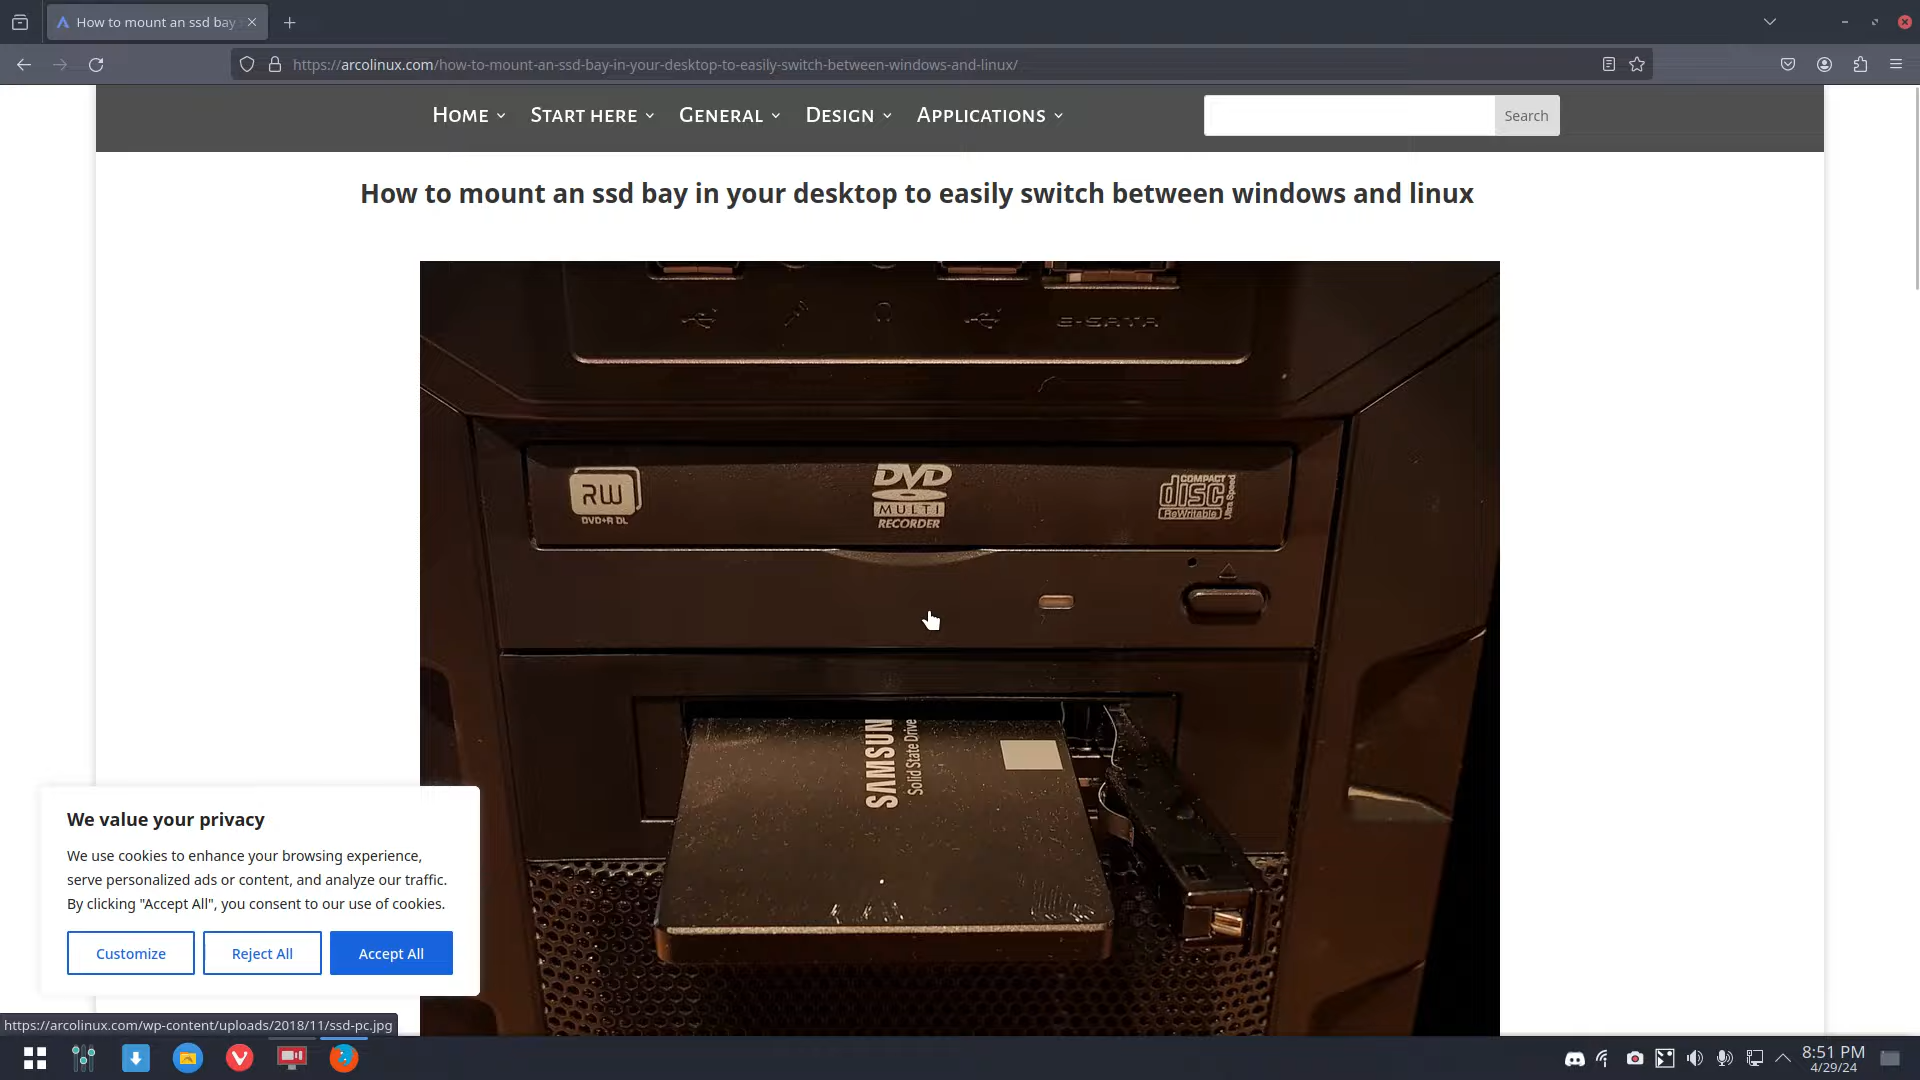 How to mount an ssd bay
https://arcolinux.com/how-to-mount-an-ssd-bay-in-your-desktop-to-easily-switch-between-windows-and-linux/
HOME
START HERE
GENERAL
DESIGN
APPLICATIONS
Search
How to mount an ssd bay in your desktop to easily switch between windows and linux
e-SATA
RW
DVD+R DL
DVD
MULTI
RECORDER
COMPACT
disc
ReWritable
Ultra Speed
SAMSUN
Solid State Drive
We value your privacy
We use cookies to enhance your browsing experience,
serve personalized ads or content, and analyze our traffic.
By clicking "Accept All", you consent to our use of cookies.
Customize
Reject All
Accept All
https://arcolinux.com/wp-content/uploads/2018/11/ssd-pc.jpg
8:51 PM
4/29/24